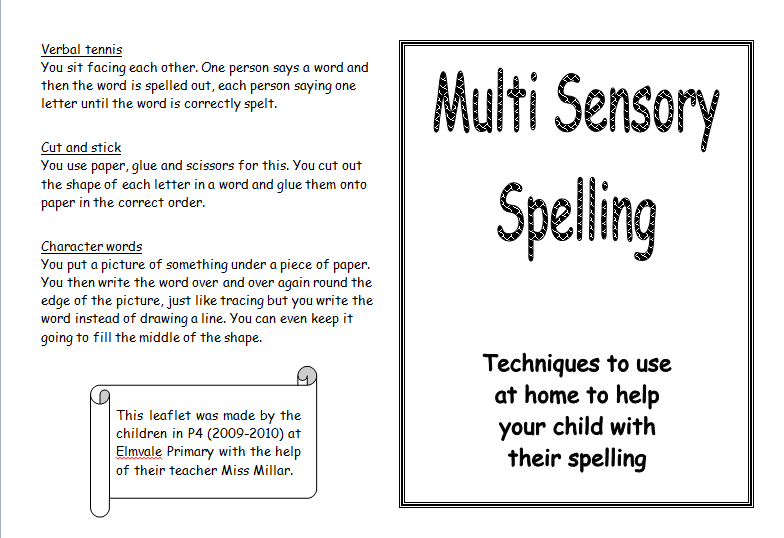 Verbal tennis
You sit facing each other. One person says a word and
then the word is spelled out, each person saying one
letter until the word is correctly spelt.
Cut and stick
You use paper, glue and scissors for this. You cut out
the shape of each letter in a word and glue them onto
paper in the correct order.
Character words
You put a picture of something under a piece of paper.
You then write the word over and over again round the
edge of the picture, just like tracing but you write the
word instead of drawing a line. You can even keep it
going to fill the middle of the shape.
This leaflet was made by the
children in P4 (2009-2010) at
Elmvale Primary with the help
of their teacher Miss Millar.
Multi Sensory
Spelling
Techniques to use
at home to help
your child with
their spelling